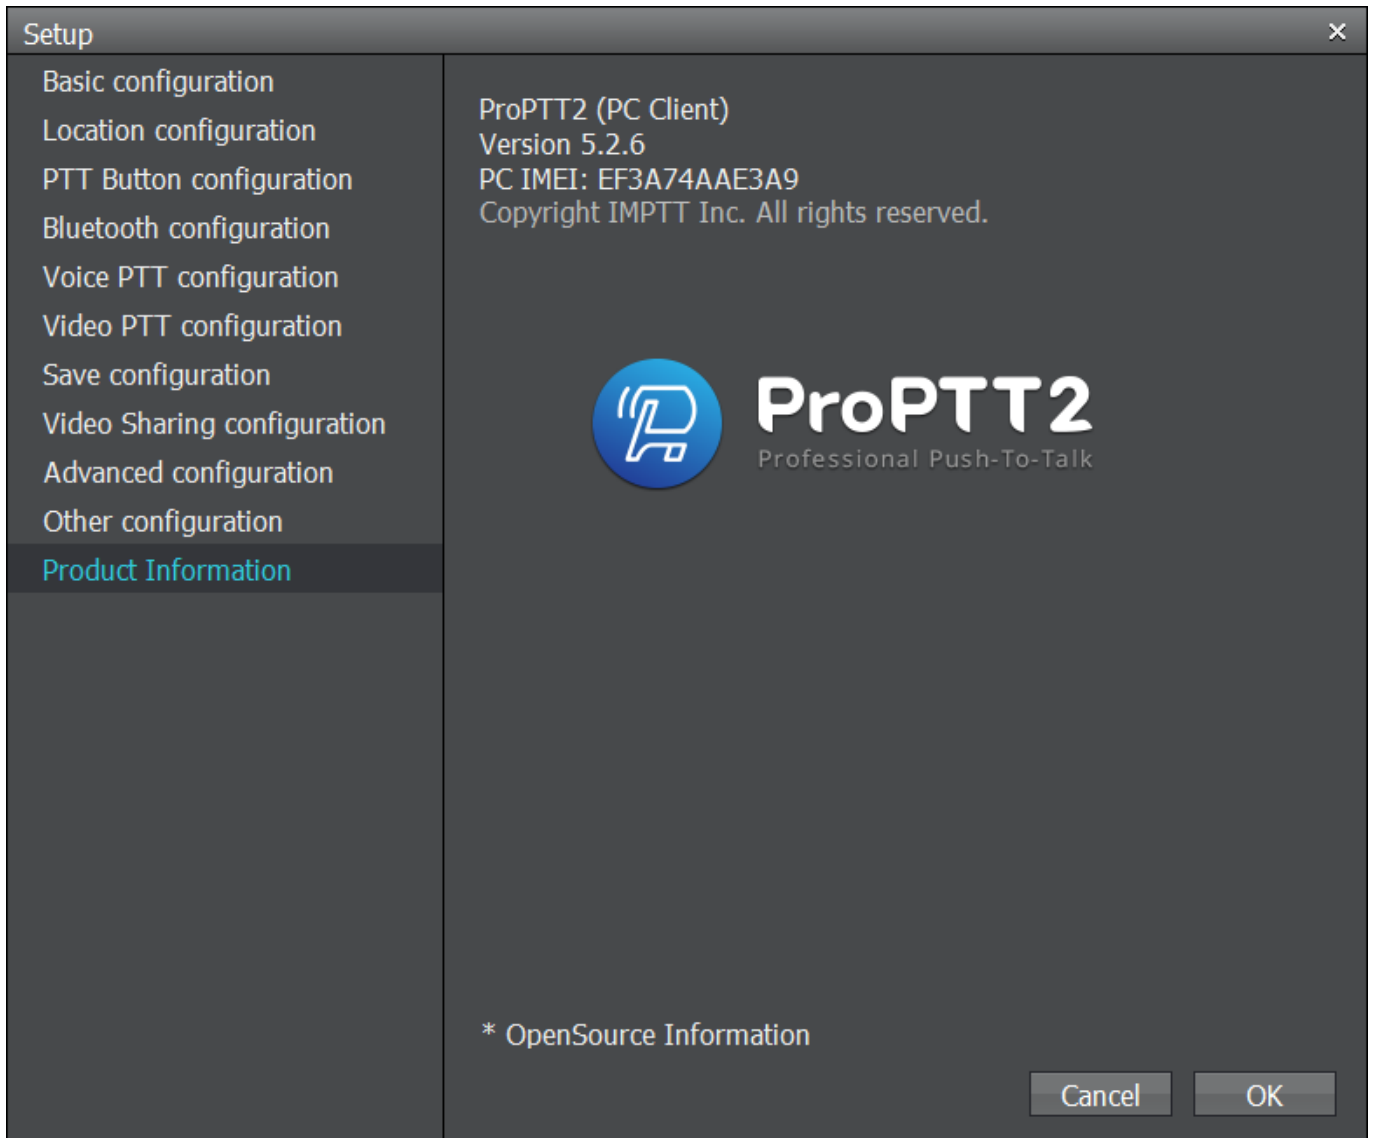 Setup
Basic configuration
Location configuration
PTT Button configuration
Bluetooth configuration
Voice PTT configuration
Video PTT configuration
Save configuration
Video Sharing configuration
Advanced configuration
Other configuration
Product Information
ProPTT2 (PC Client)
Version 5.2.6
PC IMEI: EF3A74AAE3A9
Copyright IMPTT Inc. All rights reserved.
ProPTT2
Professional Push-To-Talk
* OpenSource Information
Cancel
OK